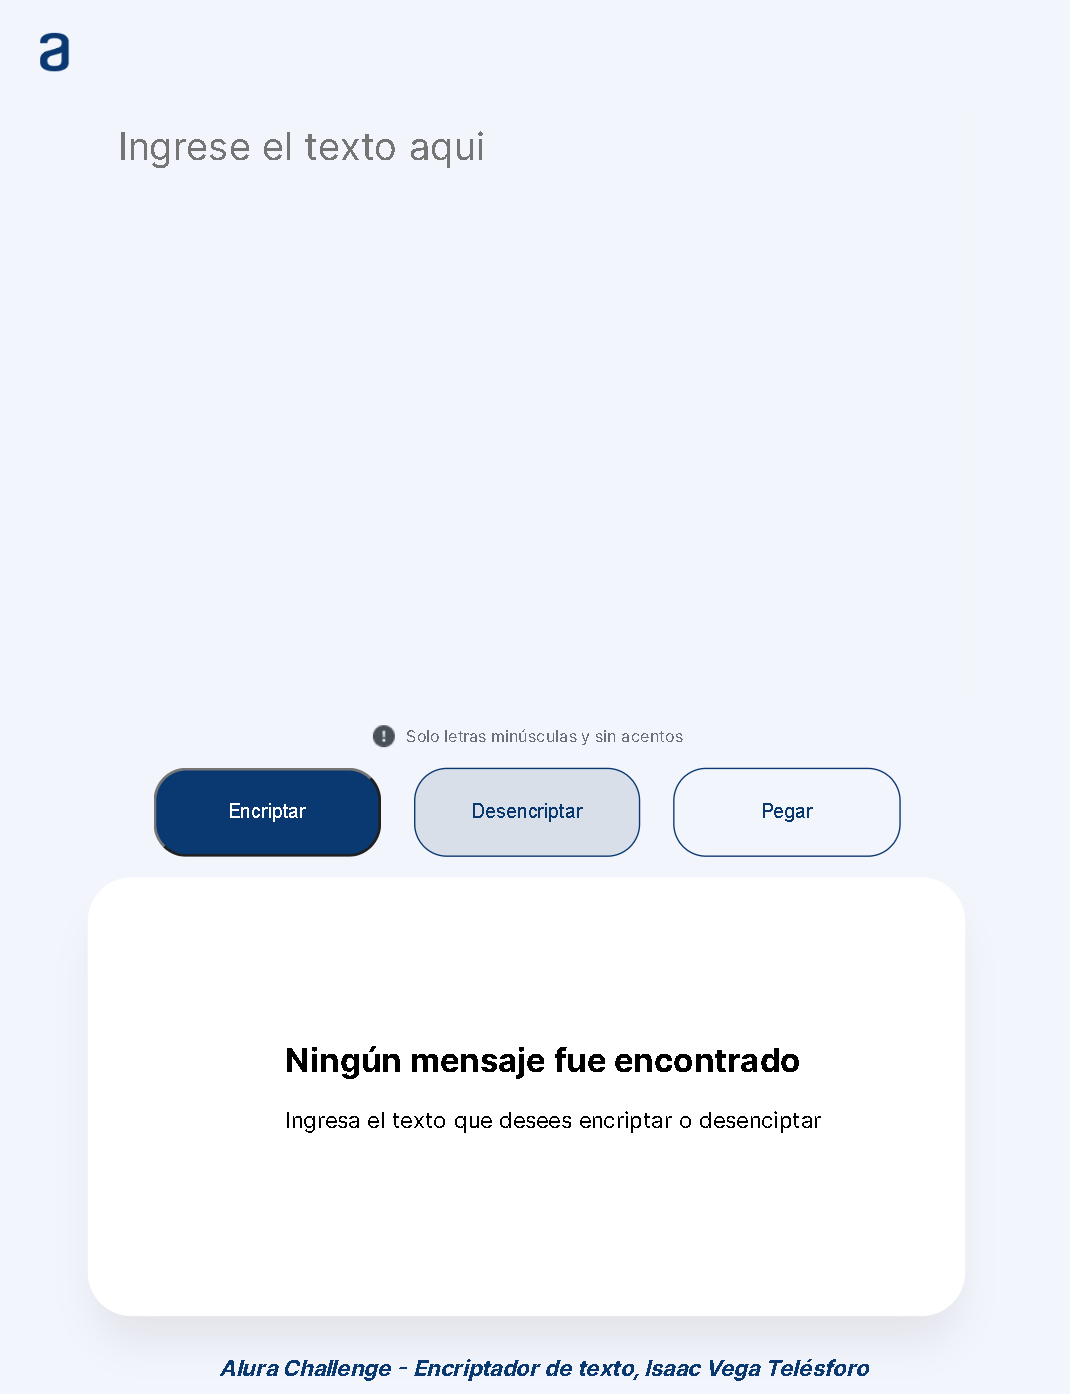 a
Ingrese el texto aqui
Solo letras minúsculas y sin acentos
Encriptar
Desencriptar
Pegar
Ningún mensaje fue encontrado
Ingresa el texto que desees encriptar o desenciptar
Alura Challenge - Encriptador de texto, Isaac Vega Telésforo